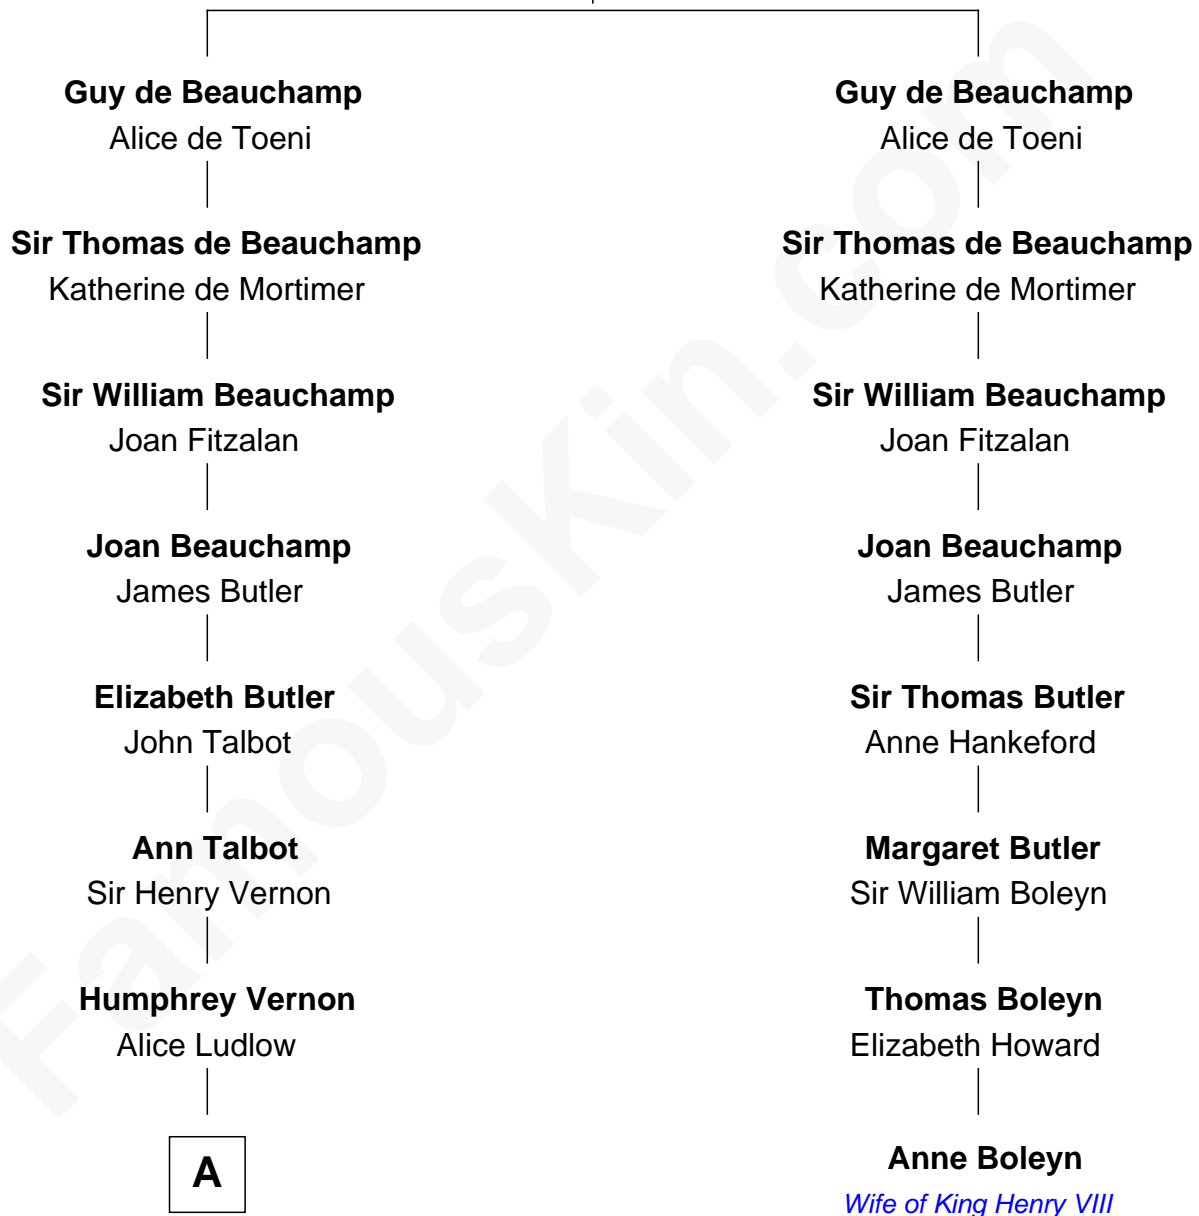 Guy de Beauchamp
Alice de Toeni
Sir Thomas de Beauchamp
Katherine de Mortimer
Sir William Beauchamp
Joan Fitzalan
Joan Beauchamp
James Butler
Elizabeth Butler
John Talbot
Ann Talbot
Sir Henry Vernon
Humphrey Vernon
Alice Ludlow
A
Guy de Beauchamp
Alice de Toeni
Sir Thomas de Beauchamp
Katherine de Mortimer
Sir William Beauchamp
Joan Fitzalan
Joan Beauchamp
James Butler
Sir Thomas Butler
Anne Hankeford
Margaret Butler
Sir William Boleyn
Thomas Boleyn
Elizabeth Howard
Anne Boleyn
Wife of King Henry VIII
FamousKin.com